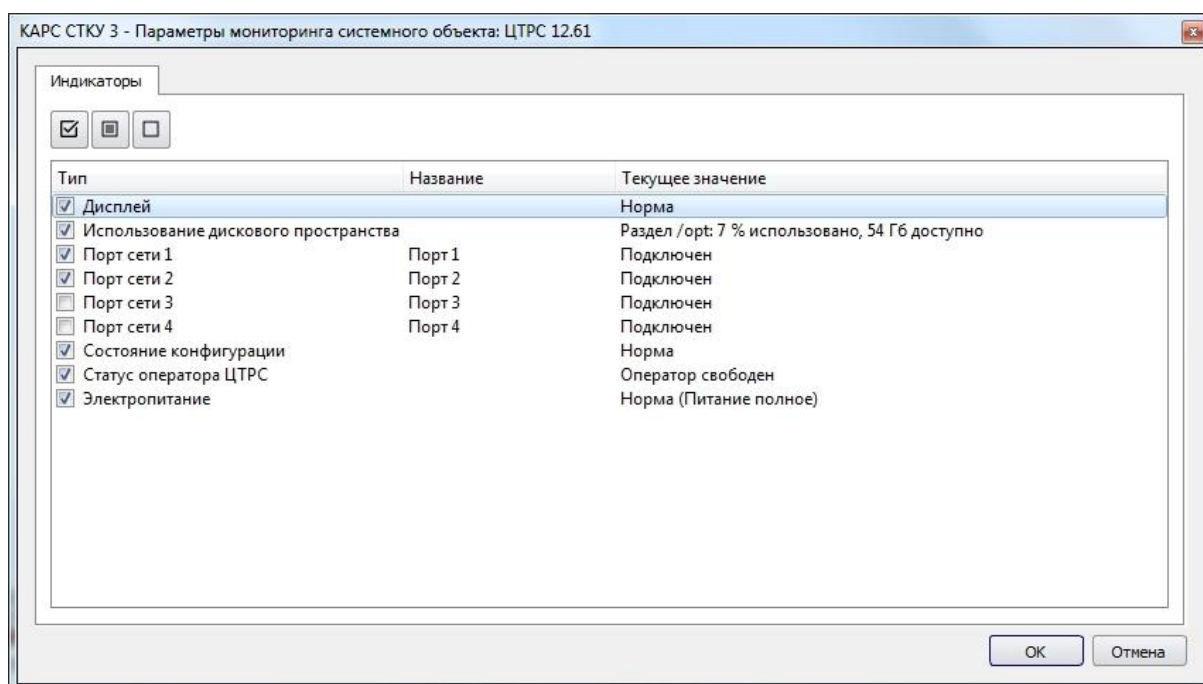 КАРС СТКУ 3 - Параметры мониторинга системного объекта: ЦТРС 12.61
Индикаторы
Тип Название Текущее значение
Дисплей Норма
Использование дискового пространства Раздел /opt: 7 % использовано, 54 Гб доступно
Порт сети 1 Порт 1 Подключен
Порт сети 2 Порт 2 Подключен
Порт сети 3 Порт 3 Подключен
Порт сети 4 Порт 4 Подключен
Состояние конфигурации Норма
Статус оператора ЦТРС Оператор свободен
Электропитание Норма (Питание полное)
OK Отмена